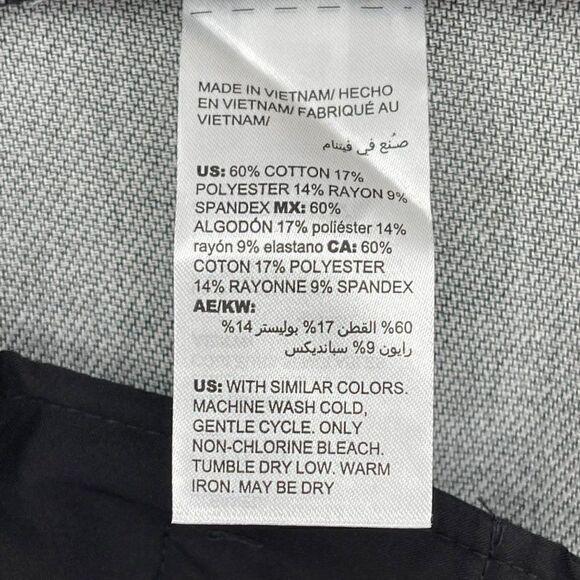 MADE IN VIETNAM/ HECHO
EN VIETNAM/ FABRIQUÉ AU
VIETNAM/
صُنع في فيتنام
US: 60% COTTON 17%
POLYESTER 14% RAYON 9%
SPANDEX MX: 60%
ALGODÓN 17% poliéster 14%
rayón 9% elastano CA: 60%
COTON 17% POLYESTER
14% RAYONNE 9% SPANDEX
AE/KW:
60% القطن 17% بوليستر 14%
رايون 9% سبانديكس
US: WITH SIMILAR COLORS.
MACHINE WASH COLD,
GENTLE CYCLE. ONLY
NON-CHLORINE BLEACH.
TUMBLE DRY LOW. WARM
IRON. MAY BE DRY